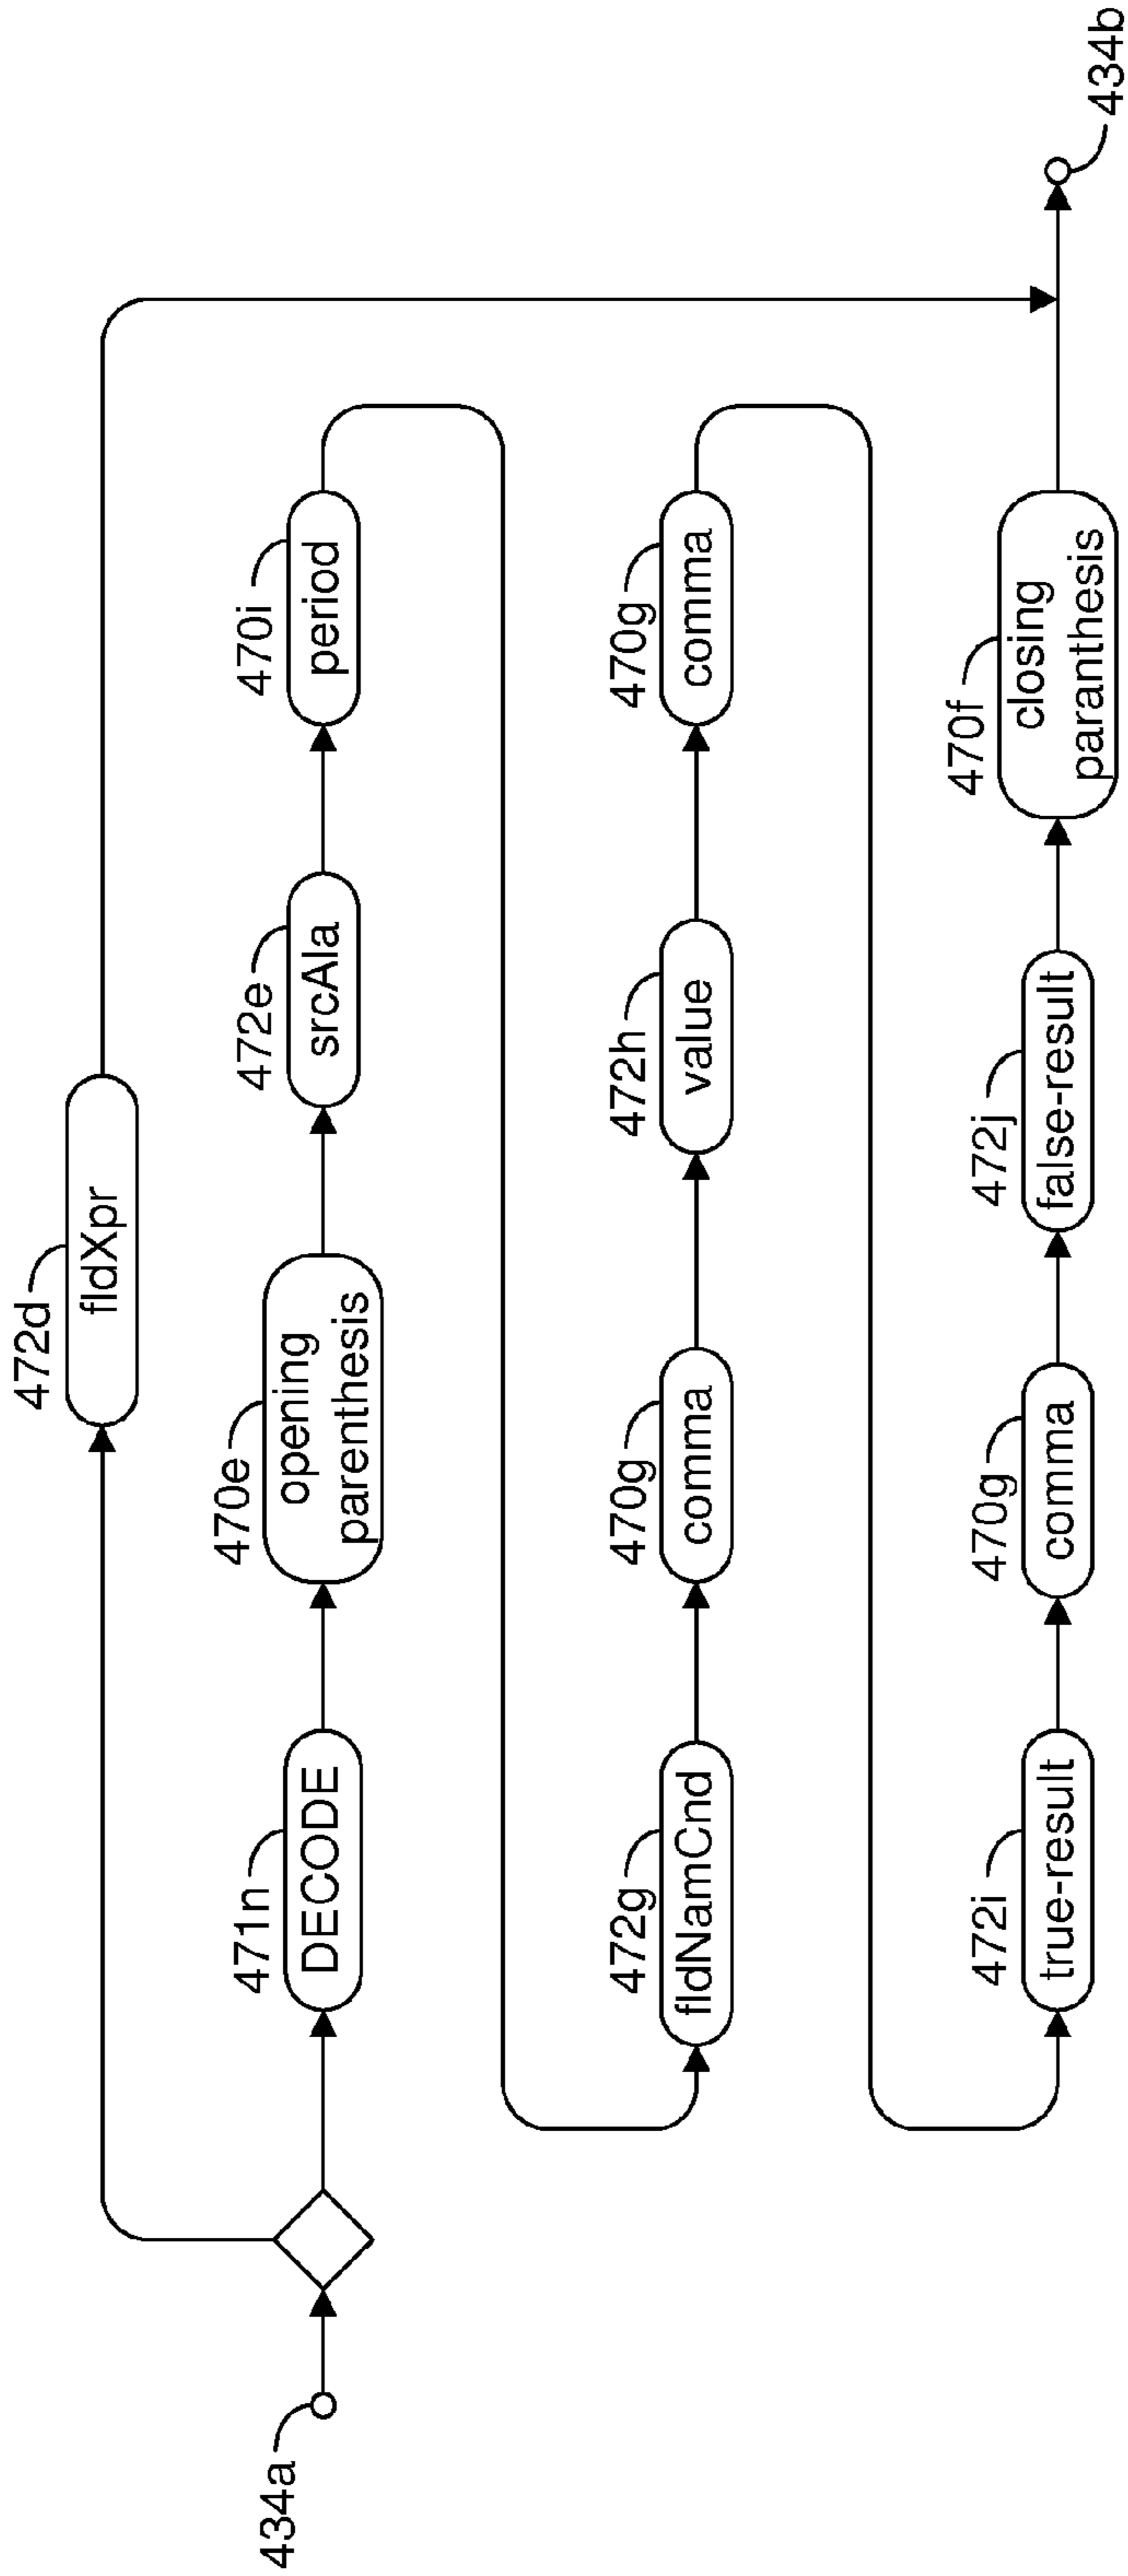 472d
fldXpr
434a
471n
DECODE
470e
opening
parenthesis
472e
srcAla
470i
period
472g
fldNamCnd
470g
comma
472h
value
470g
comma
472i
true-result
470g
comma
472j
false-result
470f
closing
paranthesis
434b